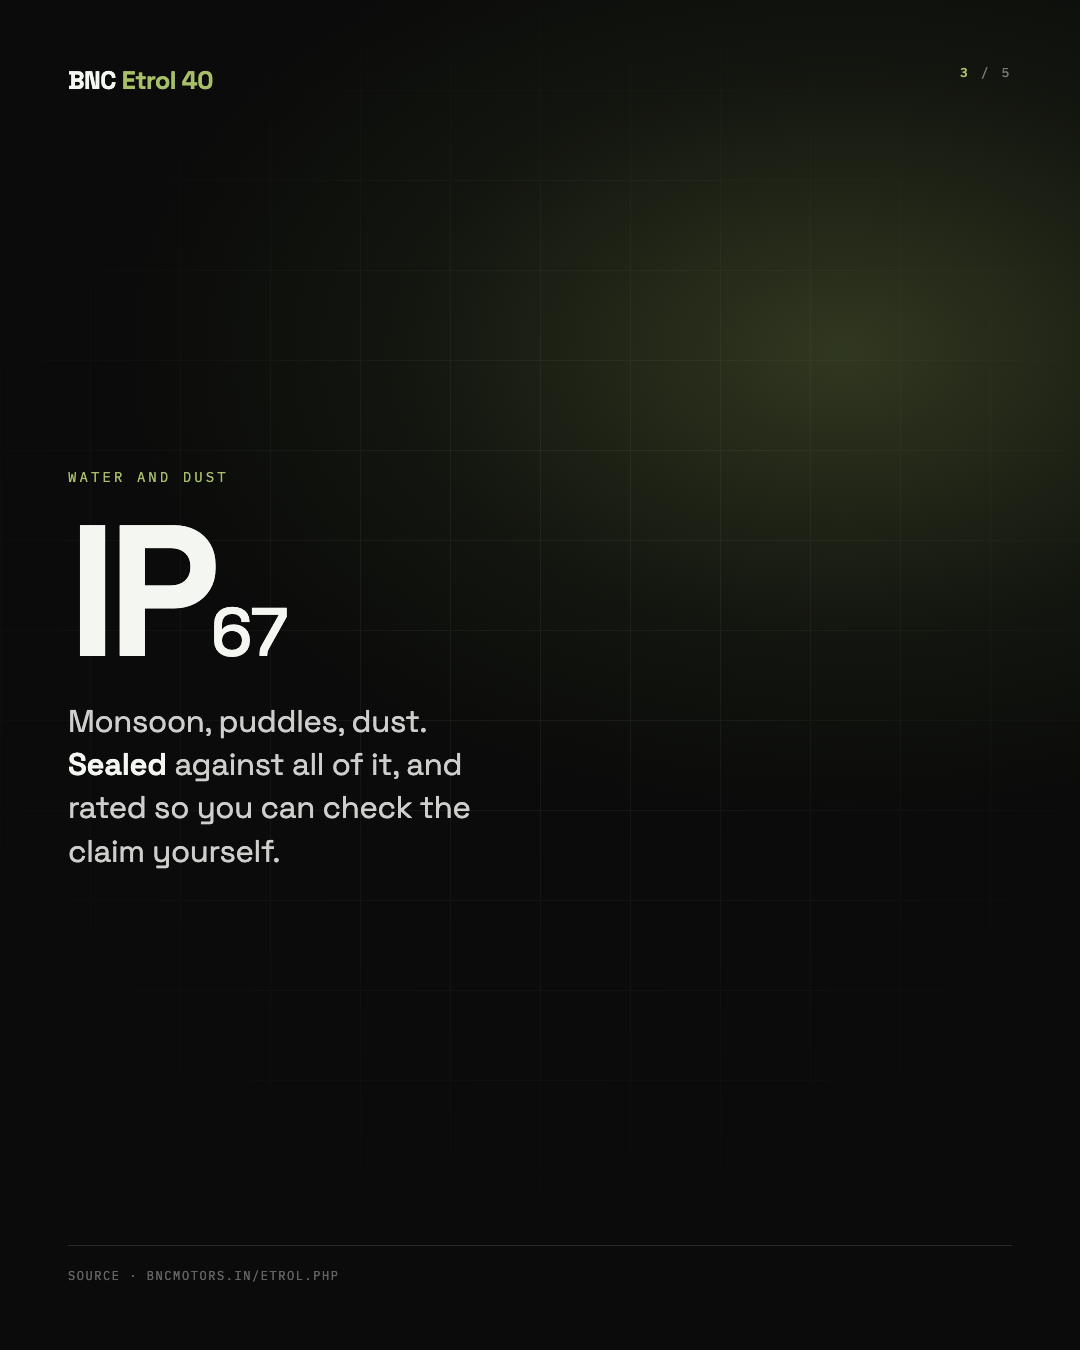 BNC Etrol 40
3 / 5
WATER AND DUST
IP67
Monsoon, puddles, dust.
Sealed against all of it, and
rated so you can check the
claim yourself.
SOURCE · BNCMOTORS.IN/ETROL.PHP